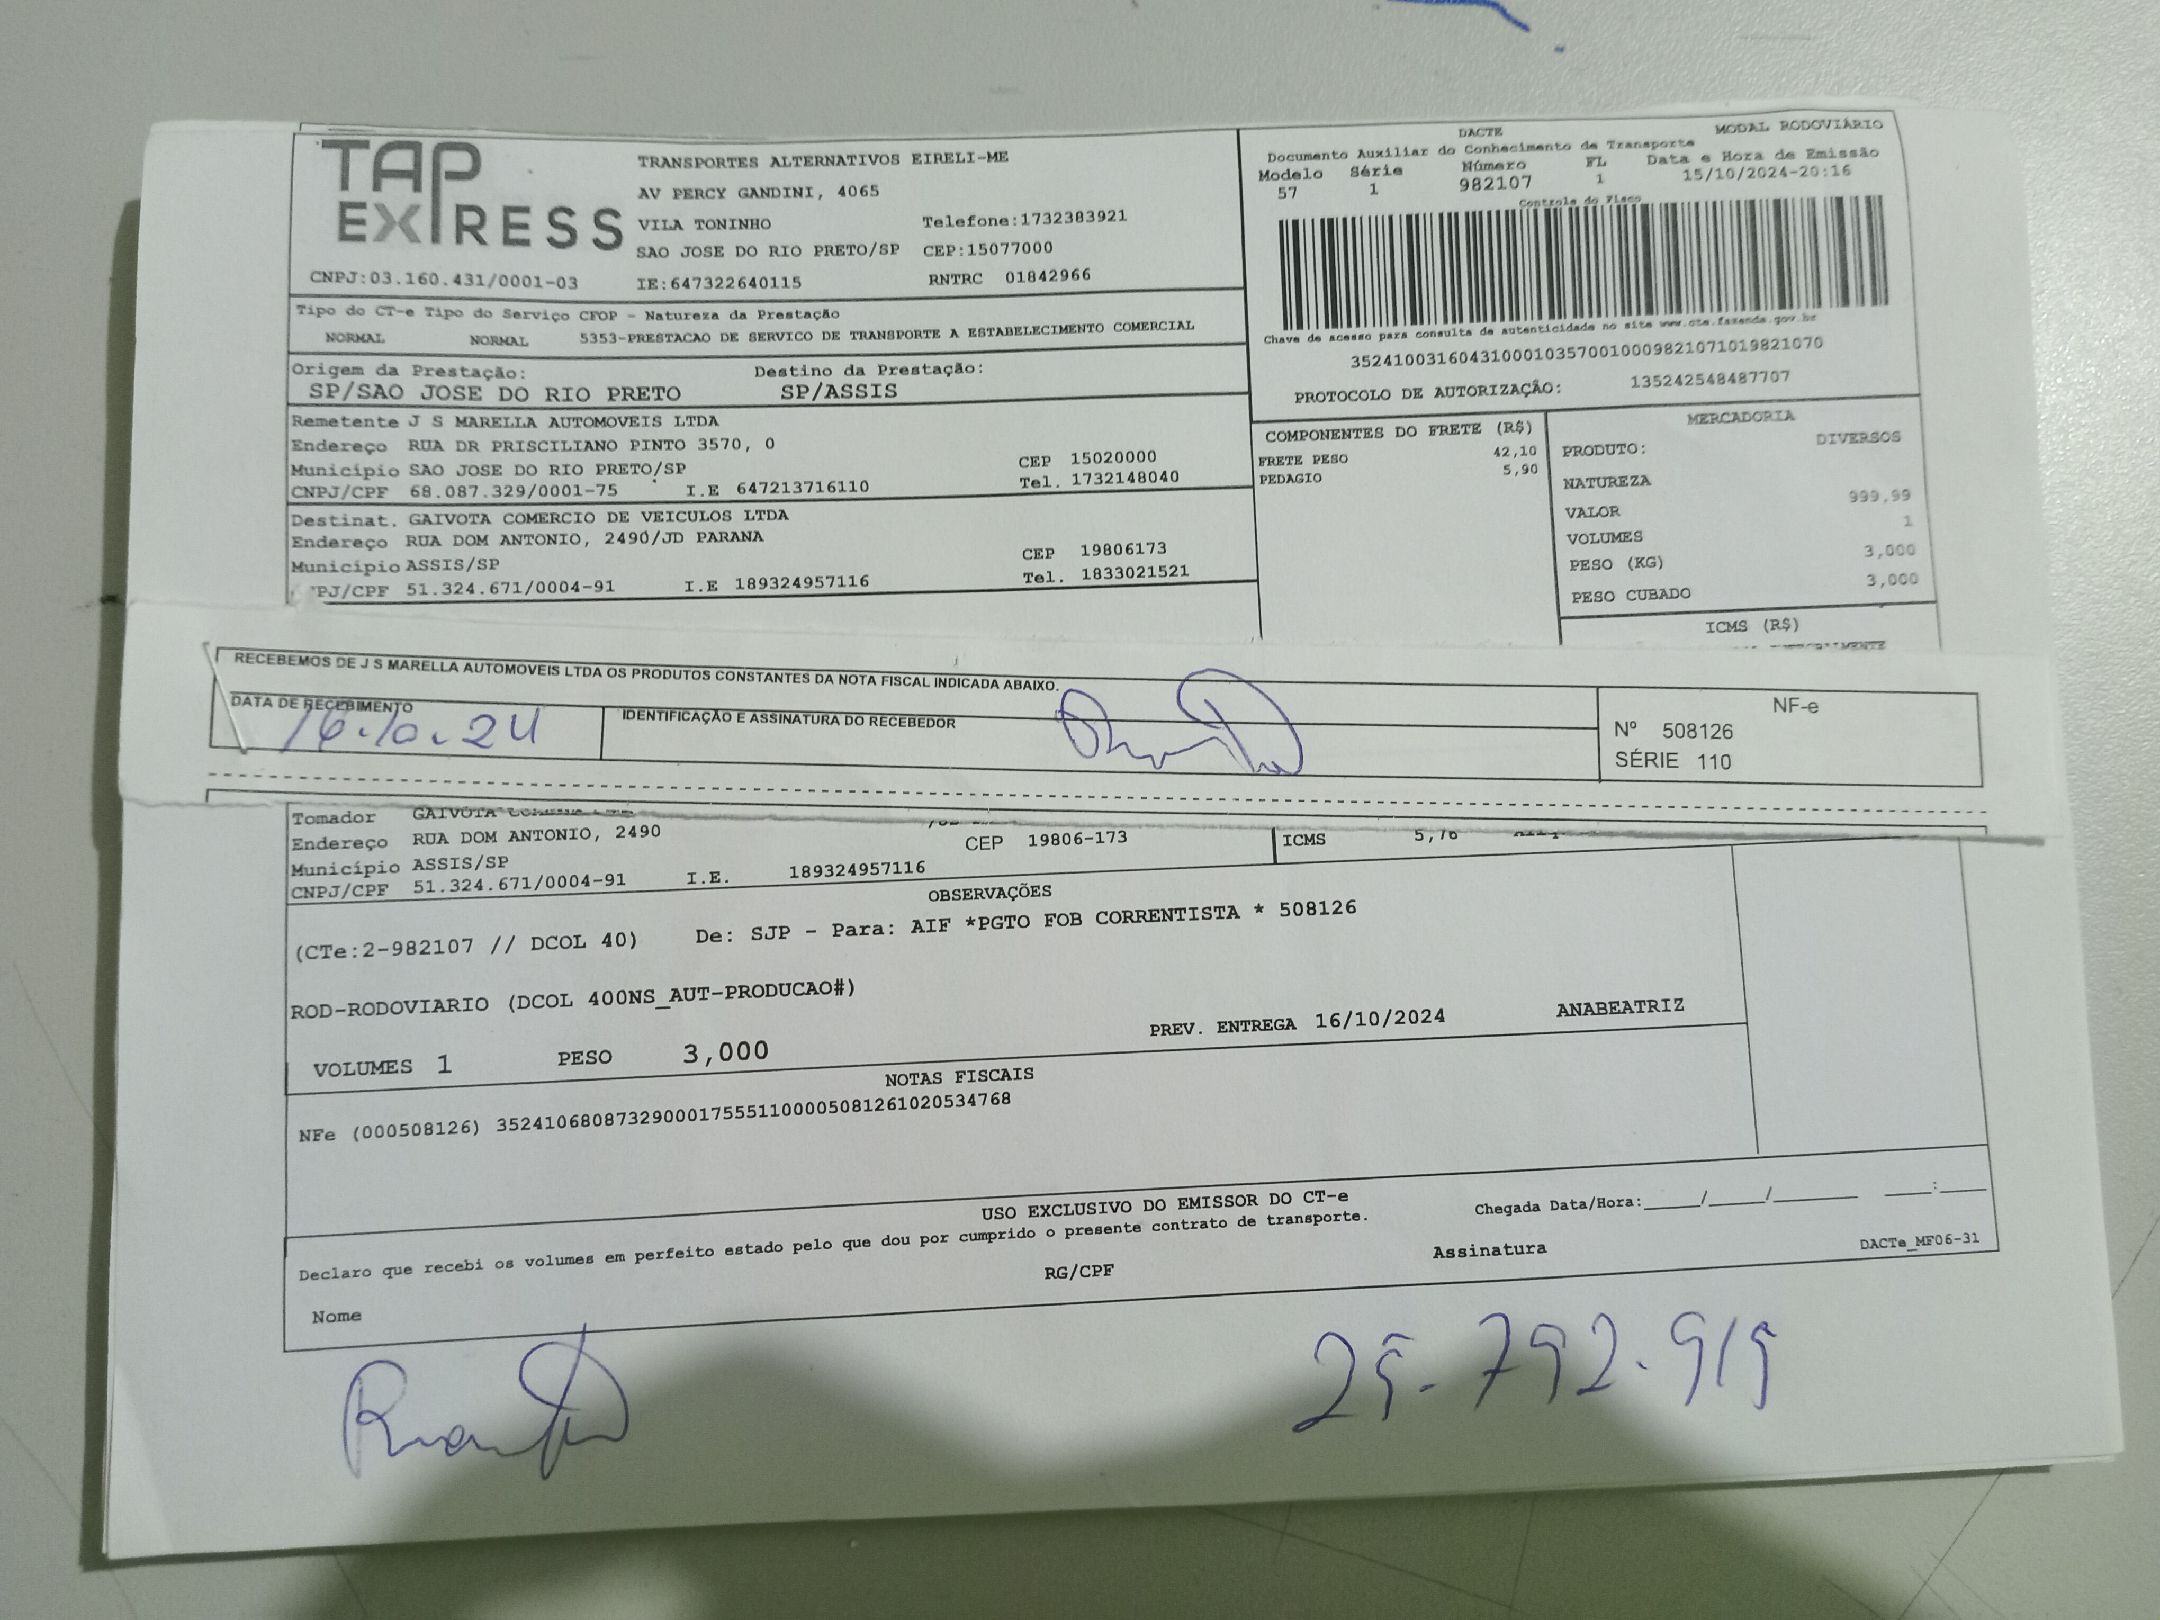 TAP EXPRESS
TRANSPORTES ALTERNATIVOS EIRELI-ME
AV PERCY GANDINI, 4065
VILA TONINHO Telefone:1732383921
SAO JOSE DO RIO PRETO/SP CEP:15077000
CNPJ:03.160.431/0001-03 IE:647322640115 RNTRC 01842966
DACTE MODAL RODOVIÁRIO
Documento Auxiliar do Conhecimento de Transporte
Modelo Série Número FL Data e Hora de Emissão
57 1 982107 1 15/10/2024-20:16
Controle do Fisco
Chave de acesso para consulta de autenticidade no site www.cte.fazenda.gov.br
35241003160431000103570010009821071019821070
PROTOCOLO DE AUTORIZAÇÃO: 135242548487707
Tipo do CT-e Tipo do Serviço CFOP - Natureza da Prestação
NORMAL NORMAL 5353-PRESTACAO DE SERVICO DE TRANSPORTE A ESTABELECIMENTO COMERCIAL
Origem da Prestação: Destino da Prestação:
SP/SAO JOSE DO RIO PRETO SP/ASSIS
Remetente J S MARELLA AUTOMOVEIS LTDA
Endereço RUA DR PRISCILIANO PINTO 3570, 0
Município SAO JOSE DO RIO PRETO/SP CEP 15020000
CNPJ/CPF 68.087.329/0001-75 I.E 647213716110 Tel. 1732148040
Destinat. GAIVOTA COMERCIO DE VEICULOS LTDA
Endereço RUA DOM ANTONIO, 2490/JD PARANA
Município ASSIS/SP CEP 19806173
PJ/CPF 51.324.671/0004-91 I.E 189324957116 Tel. 1833021521
COMPONENTES DO FRETE (R$)
FRETE PESO 42,10
PEDAGIO 5,90
MERCADORIA
PRODUTO: DIVERSOS
NATUREZA
VALOR 999,99
VOLUMES 1
PESO (KG) 3,000
PESO CUBADO 3,000
ICMS (R$)
RECEBEMOS DE J S MARELLA AUTOMOVEIS LTDA OS PRODUTOS CONSTANTES DA NOTA FISCAL INDICADA ABAIXO.
DATA DE RECEBIMENTO IDENTIFICAÇÃO E ASSINATURA DO RECEBEDOR
16.10.24
NF-e
Nº 508126
SÉRIE 110
Tomador GAIVOTA
Endereço RUA DOM ANTONIO, 2490 CEP 19806-173
ICMS 5,76
Município ASSIS/SP
CNPJ/CPF 51.324.671/0004-91 I.E. 189324957116
OBSERVAÇÕES
(CTe:2-982107 // DCOL 40) De: SJP - Para: AIF *PGTO FOB CORRENTISTA * 508126
ROD-RODOVIARIO (DCOL 400NS_AUT-PRODUCAO#)
PREV. ENTREGA 16/10/2024 ANABEATRIZ
VOLUMES 1 PESO 3,000
NOTAS FISCAIS
NFe (000508126) 35241068087329000175551100005081261020534768
USO EXCLUSIVO DO EMISSOR DO CT-e
Declaro que recebi os volumes em perfeito estado pelo que dou por cumprido o presente contrato de transporte.
Chegada Data/Hora:_____/_____/_______ ____:____
Nome RG/CPF Assinatura
DACTe_MF06-31
29.792.919